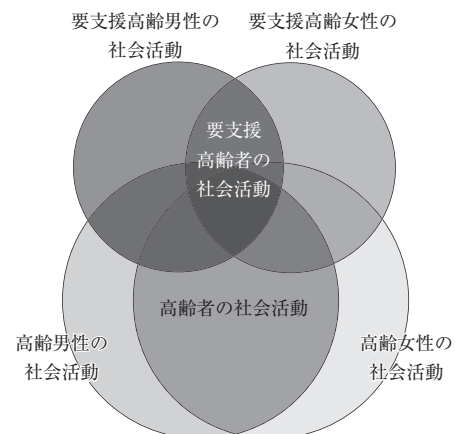 要支援高齢男性の
社会活動
要支援高齢女性の
社会活動
要支援
高齢者の
社会活動
高齢者の社会活動
高齢男性の
社会活動
高齢女性の
社会活動